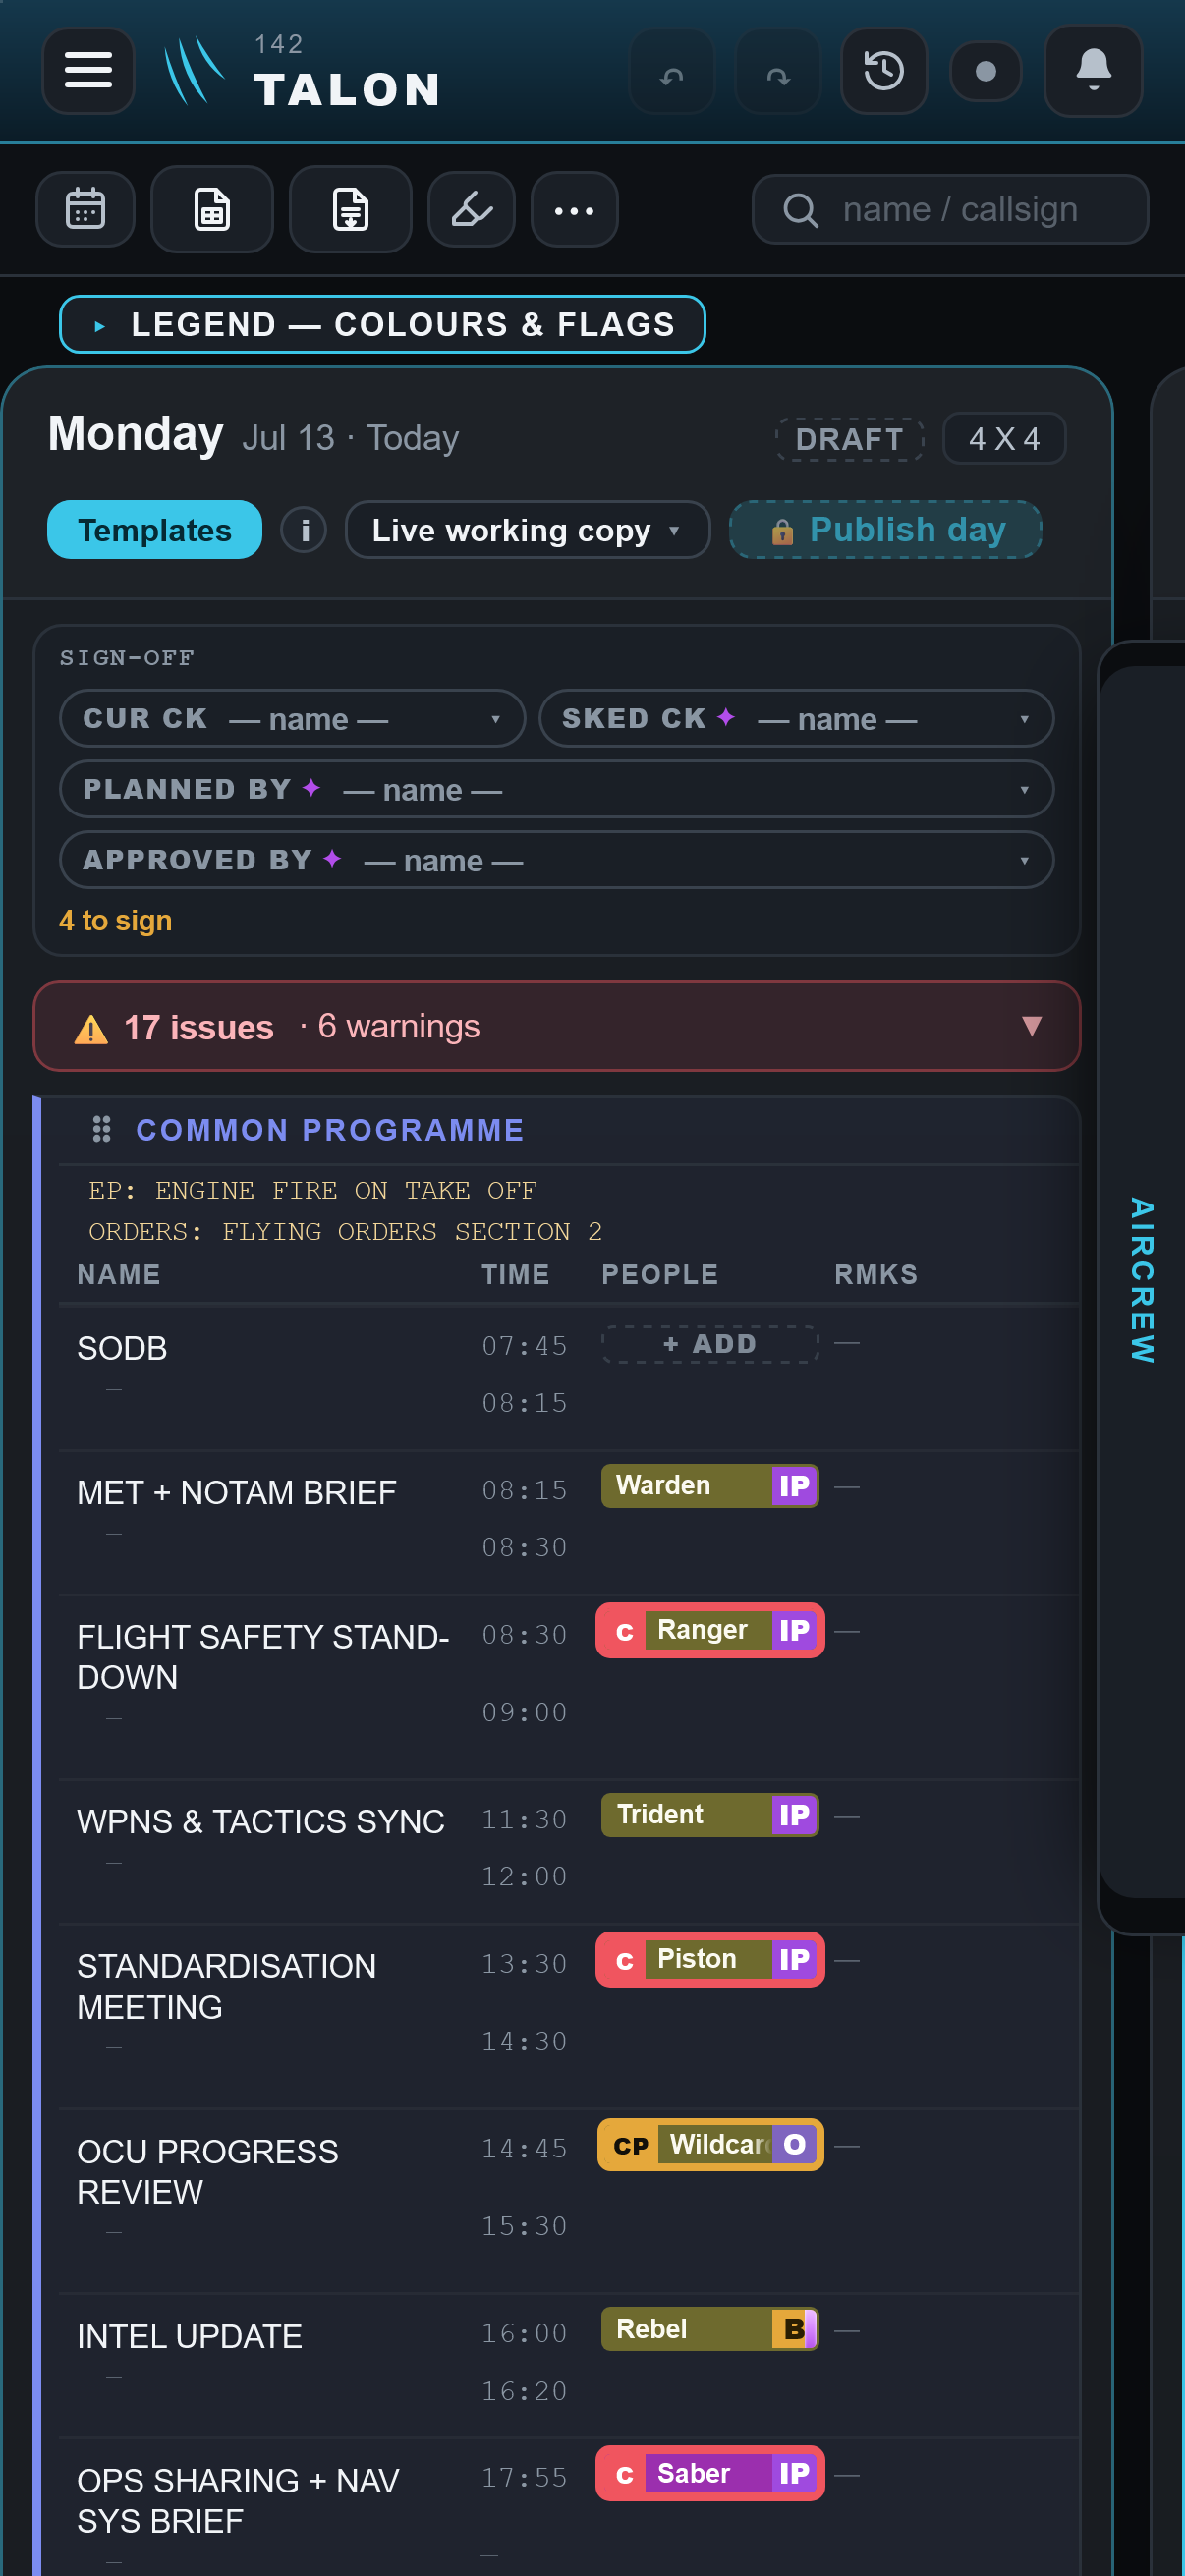 142
TALON
name / callsign
LEGEND — COLOURS & FLAGS
Monday Jul 13 · Today DRAFT 4 X 4
Templates i Live working copy Publish day
SIGN-OFF
CUR CK — name — SKED CK — name —
PLANNED BY — name —
APPROVED BY — name —
4 to sign
17 issues · 6 warnings
COMMON PROGRAMME
EP: ENGINE FIRE ON TAKE OFF
ORDERS: FLYING ORDERS SECTION 2
NAME TIME PEOPLE RMKS
SODB 07:45 + ADD —
— 08:15
MET + NOTAM BRIEF 08:15 Warden IP —
— 08:30
FLIGHT SAFETY STAND-DOWN 08:30 C Ranger IP —
— 09:00
WPNS & TACTICS SYNC 11:30 Trident IP —
— 12:00
STANDARDISATION MEETING 13:30 C Piston IP —
— 14:30
OCU PROGRESS REVIEW 14:45 CP Wildcard O —
— 15:30
INTEL UPDATE 16:00 Rebel B —
— 16:20
OPS SHARING + NAV SYS BRIEF 17:55 C Saber IP —
— —
AIRCREW